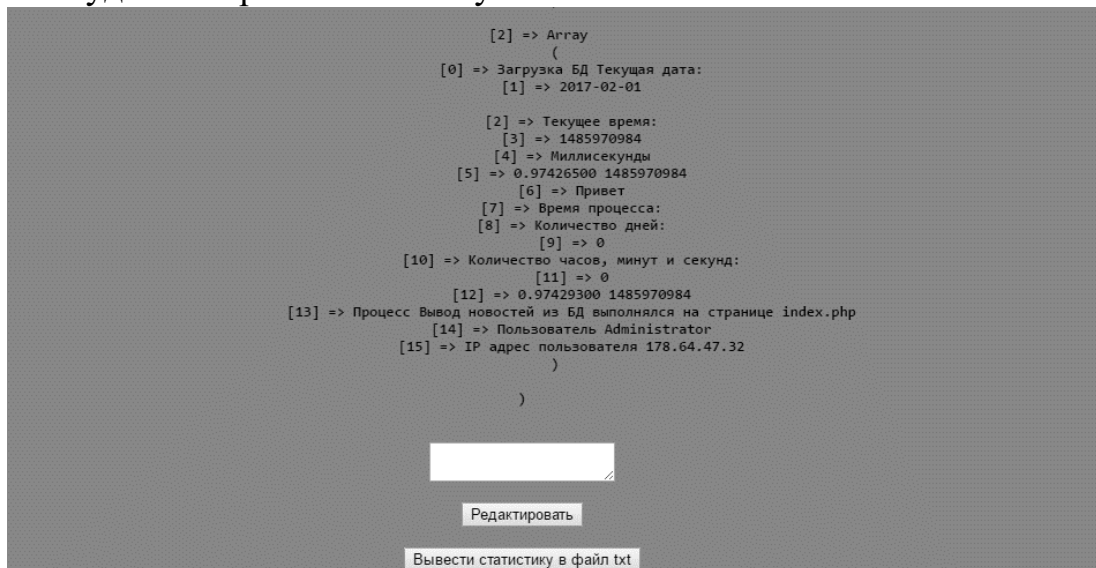 [2] => Array
(
[0] => Загрузка БД Текущая дата:
[1] => 2017-02-01
[2] => Текущее время:
[3] => 1485970984
[4] => Миллисекунды
[5] => 0.97426500 1485970984
[6] => Привет
[7] => Время процесса:
[8] => Количество дней:
[9] => 0
[10] => Количество часов, минут и секунд:
[11] => 0
[12] => 0.97429300 1485970984
[13] => Процесс Вывод новостей из БД выполнялся на странице index.php
[14] => Пользователь Administrator
[15] => IP адрес пользователя 178.64.47.32
)
)
Редактировать
Вывести статистику в файл txt